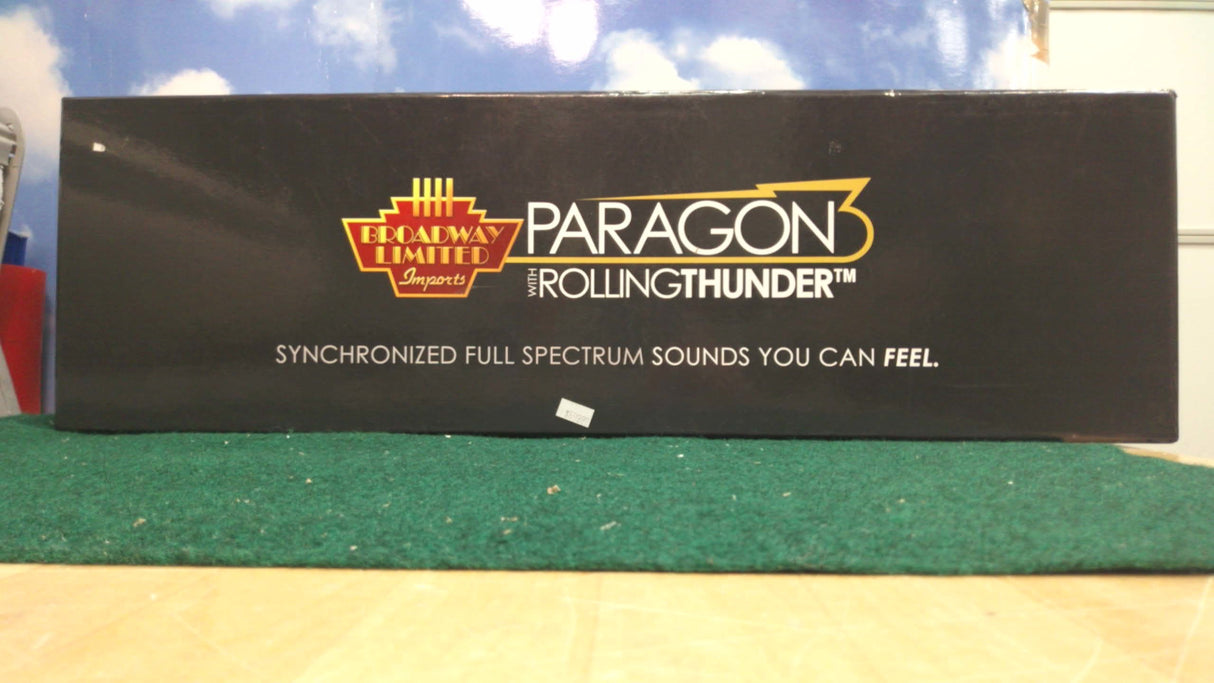 BROADWAY
LIMITED
Imports
PARAGON3
WITH ROLLINGTHUNDER™
SYNCHRONIZED FULL SPECTRUM SOUNDS YOU CAN FEEL.